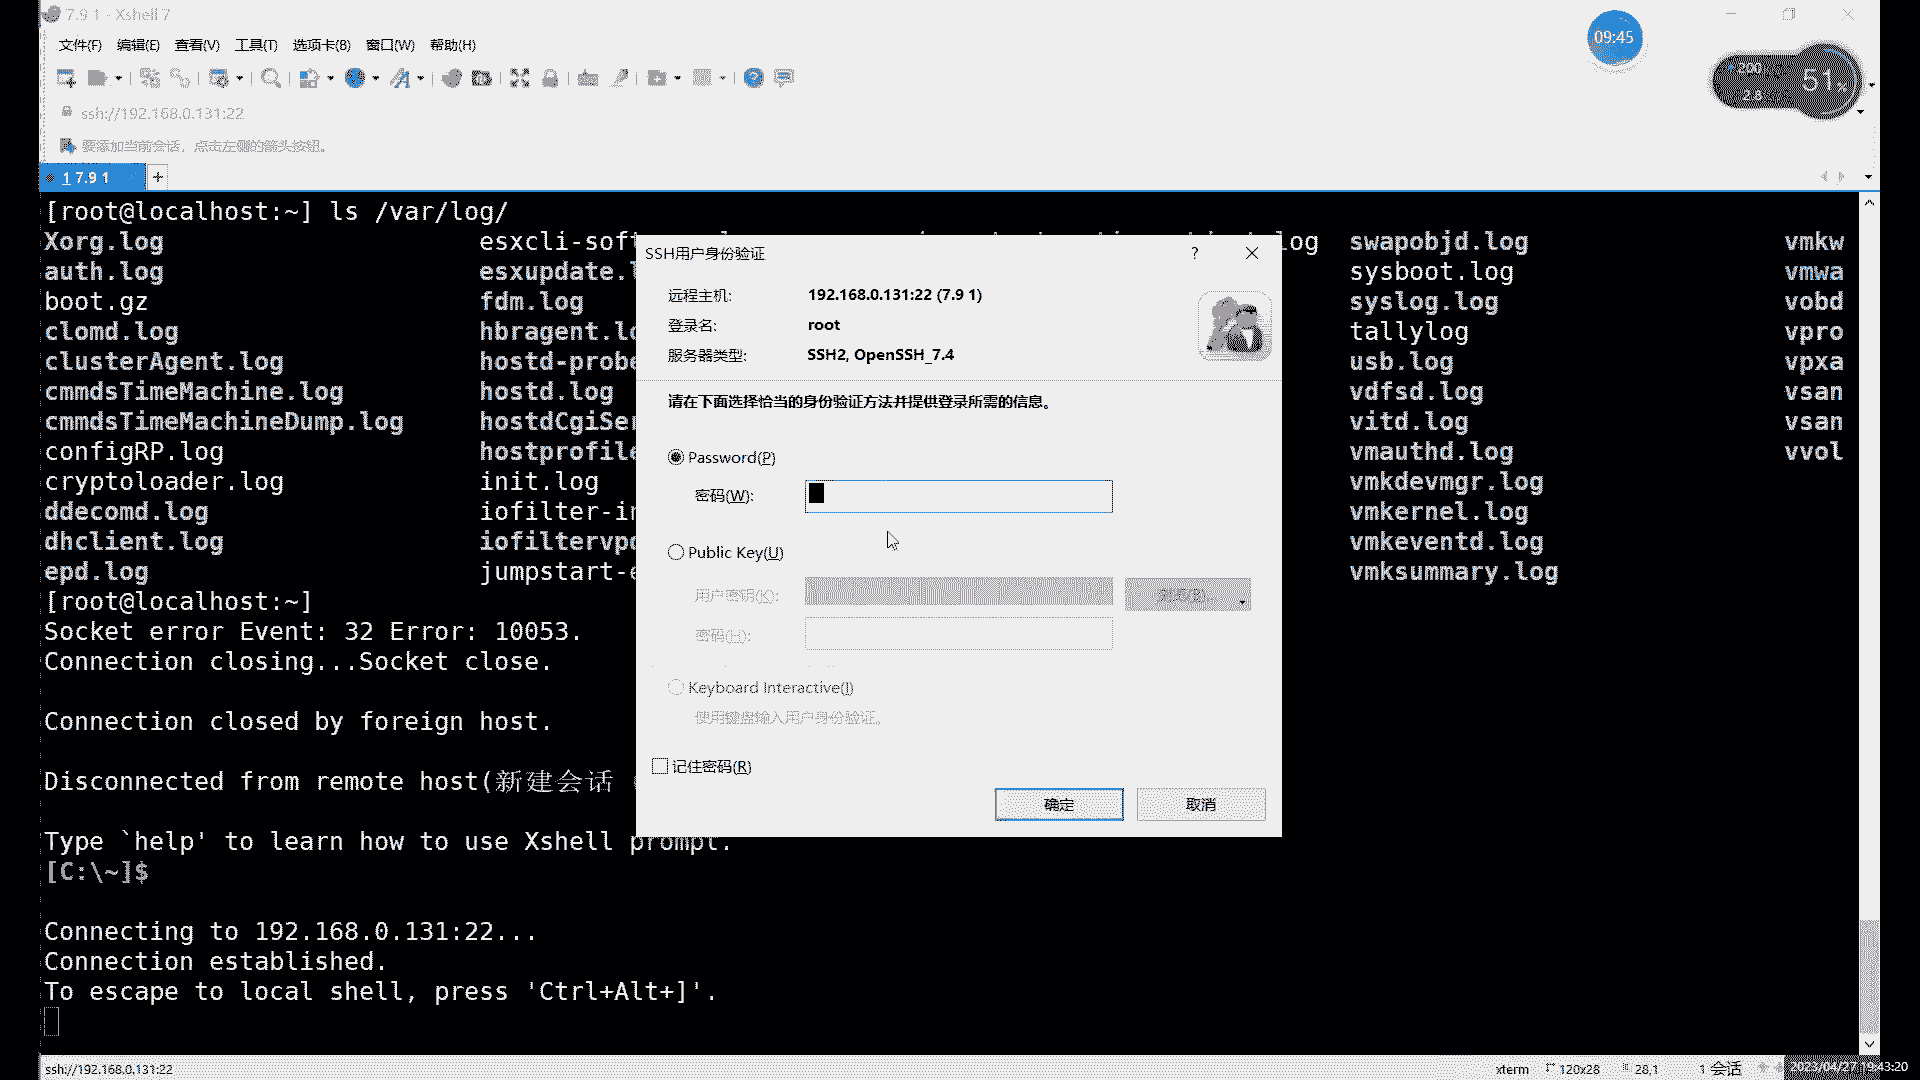 7.9 1 - Xshell 7
文件(F) 编辑(E) 查看(V) 工具(T) 选项卡(B) 窗口(W) 帮助(H)
09:45
200
2.8
51%
ssh://192.168.0.131:22
要添加当前会话，点击左侧的箭头按钮。
1 7.9 1
[root@localhost:~] ls /var/log/
Xorg.log esxcli-soft log swapobjd.log vmkw
auth.log esxupdate.l sysboot.log vmwa
boot.gz fdm.log syslog.log vobd
clomd.log hbragent.lo tallylog vpro
clusterAgent.log hostd-probe usb.log vpxa
cmmdsTimeMachine.log hostd.log vdfsd.log vsan
cmmdsTimeMachineDump.log hostdCgiSer vitd.log vsan
configRP.log hostprofile vmauthd.log vvol
cryptoloader.log init.log vmkdevmgr.log
ddecomd.log iofilter-in vmkernel.log
dhclient.log iofiltervpd vmkeventd.log
epd.log jumpstart-e vmksummary.log
[root@localhost:~]
Socket error Event: 32 Error: 10053.
Connection closing...Socket close.
Connection closed by foreign host.
Disconnected from remote host(新建会话
Type `help' to learn how to use Xshell prompt.
[C:\~]$
Connecting to 192.168.0.131:22...
Connection established.
To escape to local shell, press 'Ctrl+Alt+]'.
SSH用户身份验证
远程主机: 192.168.0.131:22 (7.9 1)
登录名: root
服务器类型: SSH2, OpenSSH_7.4
请在下面选择恰当的身份验证方法并提供登录所需的信息。
Password(P)
密码(W):
Public Key(U)
用户密钥(K): 浏览(B)...
密码(H):
Keyboard Interactive(I)
使用键盘输入用户身份验证。
记住密码(R)
确定 取消
ssh://192.168.0.131:22 xterm 120x28 28,1 1 会话 2023/04/27 19:43:20